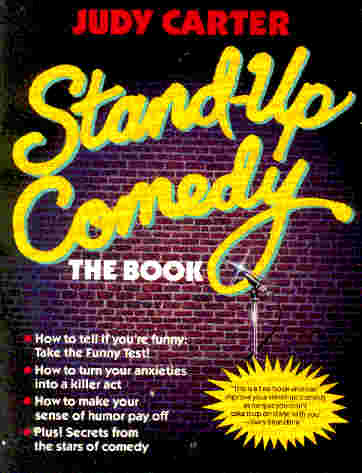 JUDY CARTER
Stand-Up
Comedy
THE BOOK
How to tell if you're funny:
Take the Funny Test!
How to turn your anxieties
into a killer act
How to make your
sense of humor pay off
Plus! Secrets from
the stars of comedy